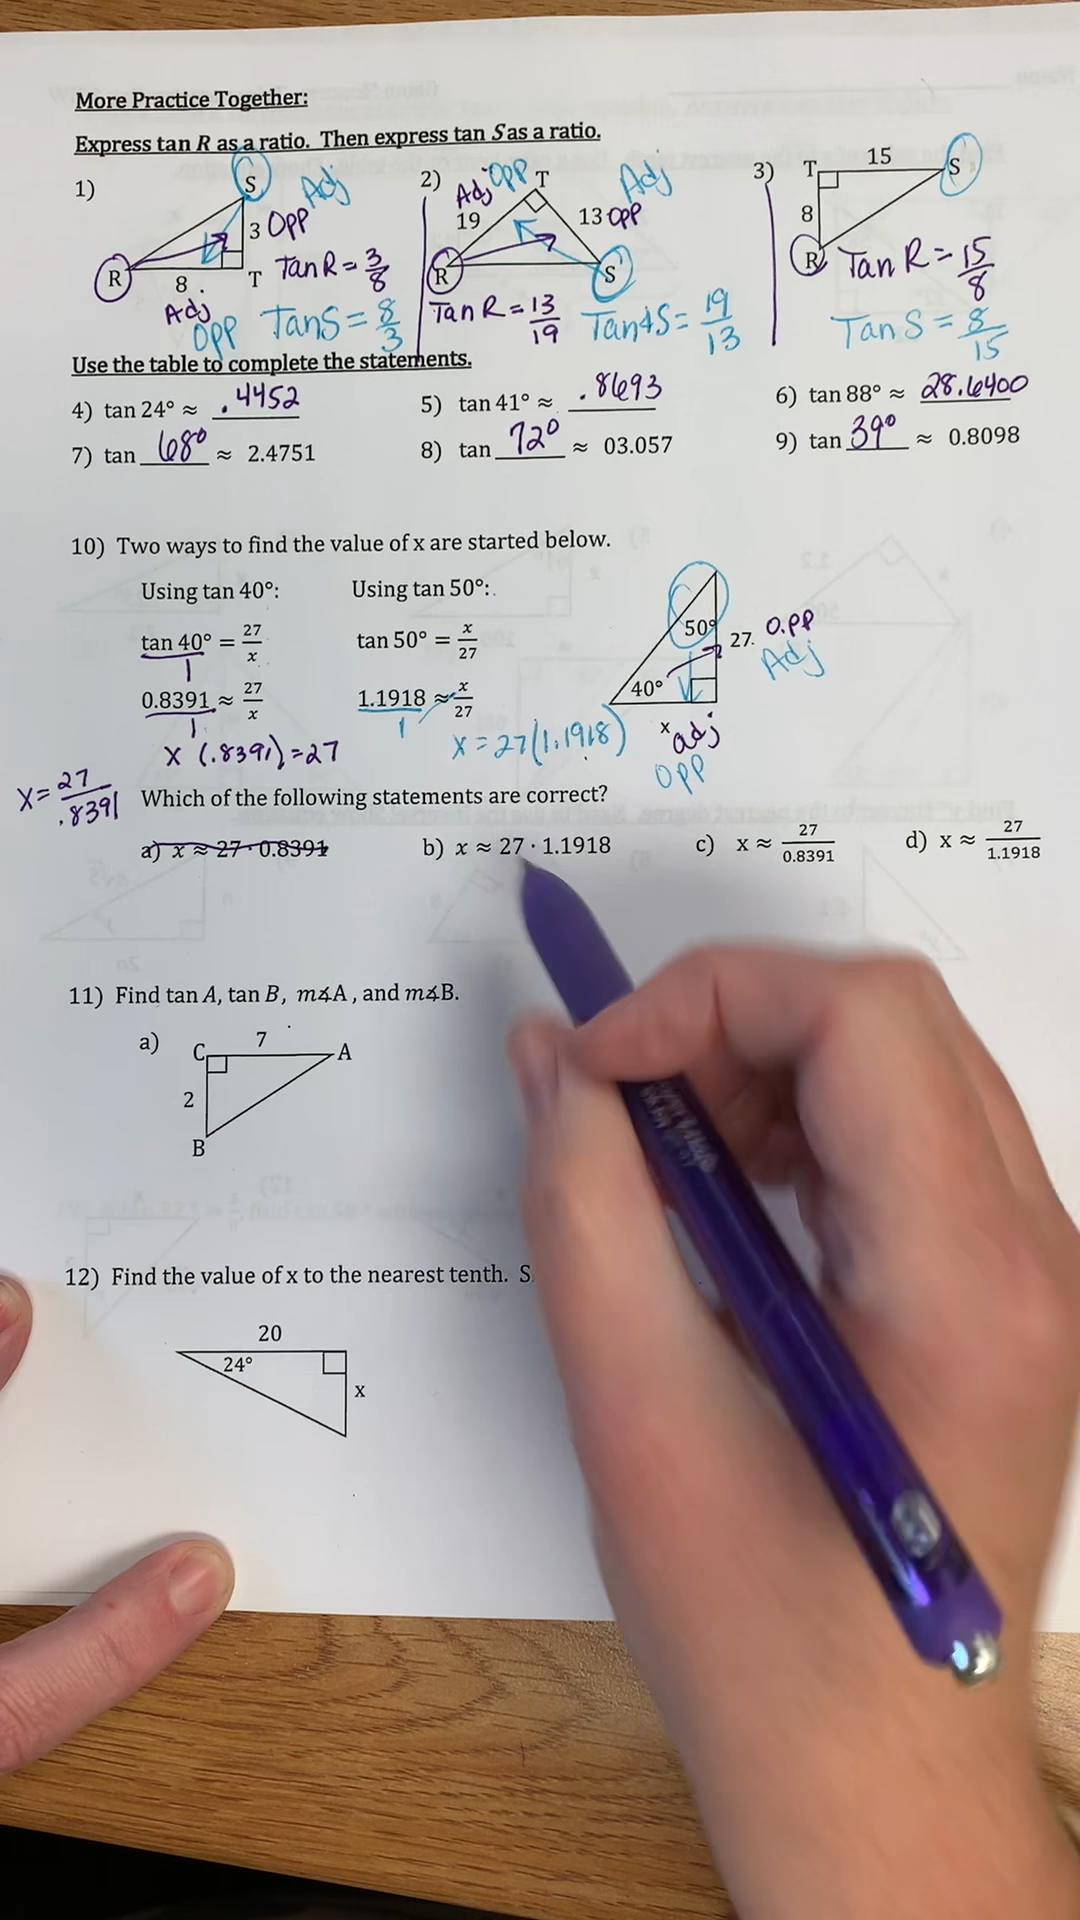 More Practice Together:
Express tan R as a ratio. Then express tan S as a ratio.
1)
S Adj
3 Opp
R
8
T
Adj
Opp
Tan R = 3/8
Tan S = 8/3
2)
Adj Opp T Adj
19
13 Opp
R
S
Tan R = 13/19
Tan S = 19/13
3)
T
15
S
8
R
Tan R = 15/8
Tan S = 8/15
Use the table to complete the statements.
4) tan 24° ≈ .4452
5) tan 41° ≈ .8693
6) tan 88° ≈ 28.6400
7) tan 68° ≈ 2.4751
8) tan 72° ≈ 03.057
9) tan 39° ≈ 0.8098
10) Two ways to find the value of x are started below.
Using tan 40°:
tan 40° = 27/x
1
0.8391 ≈ 27/x
1
x (.8391) = 27
x = 27/.8391
Using tan 50°:
tan 50° = x/27
1.1918 ≈ x/27
1
x = 27(1.1918)
50°
27
Opp
Adj
40°
x
adj
Opp
Which of the following statements are correct?
a) x ≈ 27 · 0.8391
b) x ≈ 27 · 1.1918
c) x ≈ 27/0.8391
d) x ≈ 27/1.1918
11) Find tan A, tan B, m∡A, and m∡B.
a)
C
7
A
2
B
12) Find the value of x to the nearest tenth. S
20
24°
x